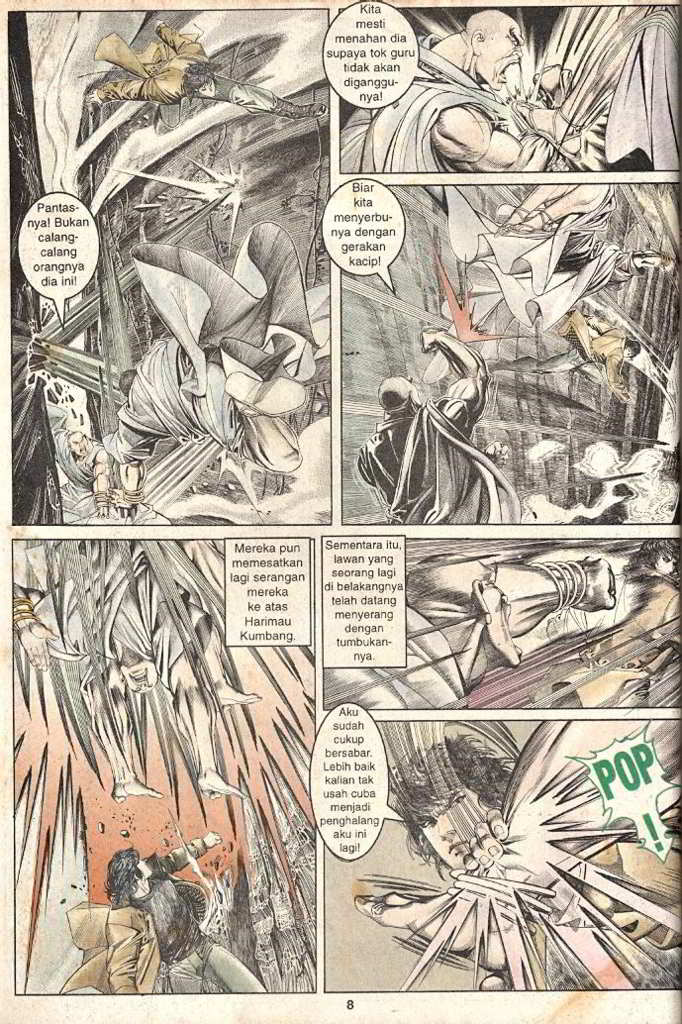 Pantas-
nya! Bukan
calang-
calang
orangnya
dia ini!
Kita
mesti
menahan dia
supaya tok guru
tidak akan
diganggu-
nya!
Biar
kita
menyerbu-
nya dengan
gerakan
kacip!
Mereka pun
memesatkan
lagi serangan
mereka
ke atas
Harimau
Kumbang.
Sementara itu,
lawan yang
seorang lagi
di belakangnya
telah datang
menyerang
dengan
tumbukan-
nya.
Aku
sudah
cukup
bersabar.
Lebih baik
kalian tak
usah cuba
menjadi
penghalang
aku ini
lagi!
POP
!
8